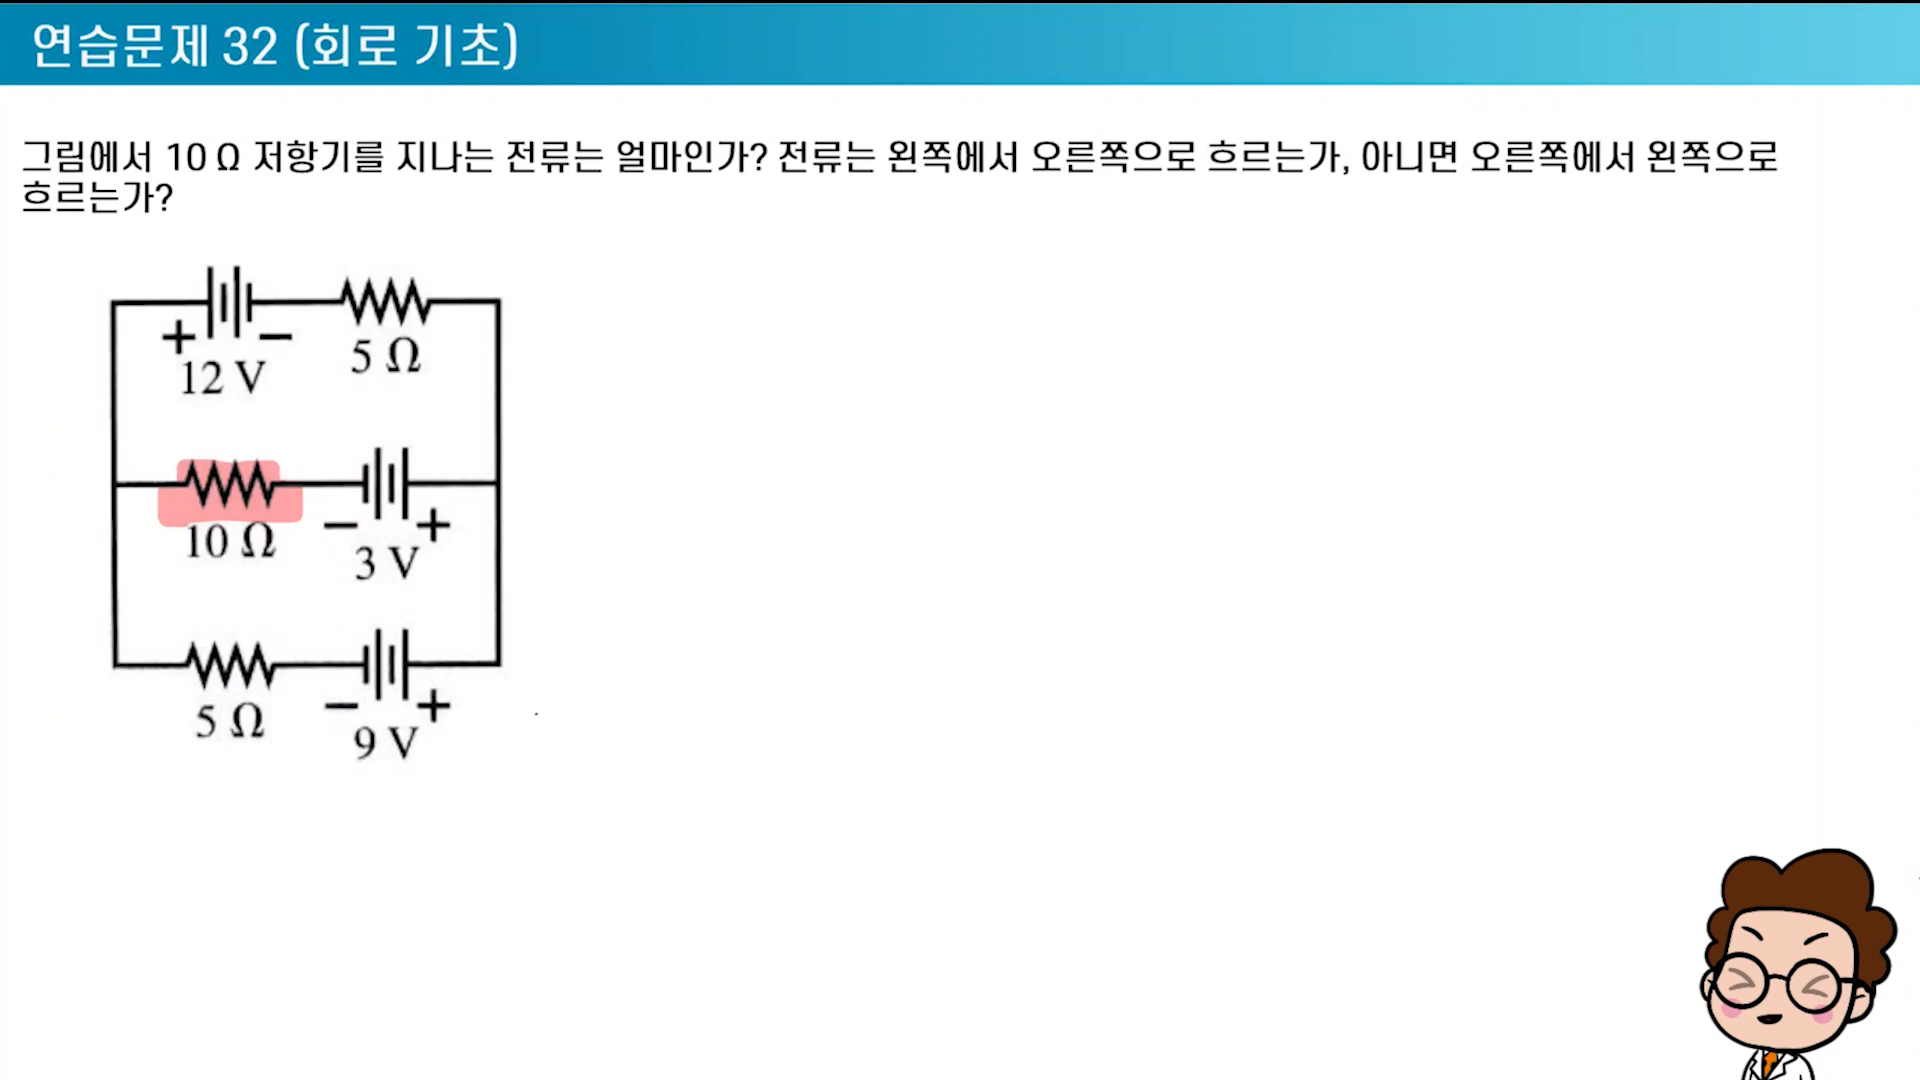 연습문제 32 (회로 기초)
그림에서 10 Ω 저항기를 지나는 전류는 얼마인가? 전류는 왼쪽에서 오른쪽으로 흐르는가, 아니면 오른쪽에서 왼쪽으로
흐르는가?
+ −
12 V
5 Ω
10 Ω
− +
3 V
5 Ω
− +
9 V